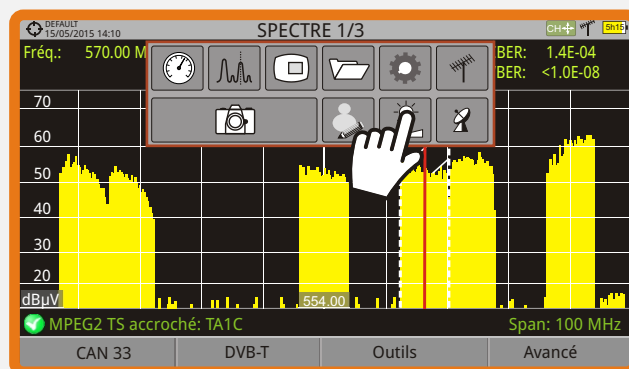 DEFAULT
15/05/2015 14:10
SPECTRE 1/3
CH
5h15
Fréq.: 570.00 M
BER: 1.4E-04
BER: <1.0E-08
70
60
50
40
30
20
dBµV
554.00
MPEG2 TS accroché: TA1C
Span: 100 MHz
CAN 33
DVB-T
Outils
Avancé